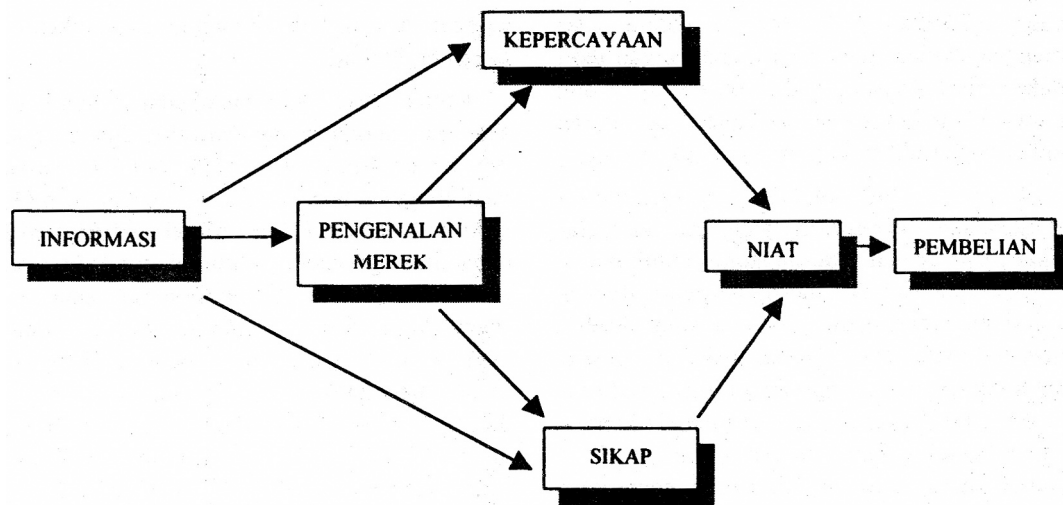 KEPERCAYAAN
INFORMASI
PENGENALAN
MEREK
NIAT
PEMBELIAN
SIKAP